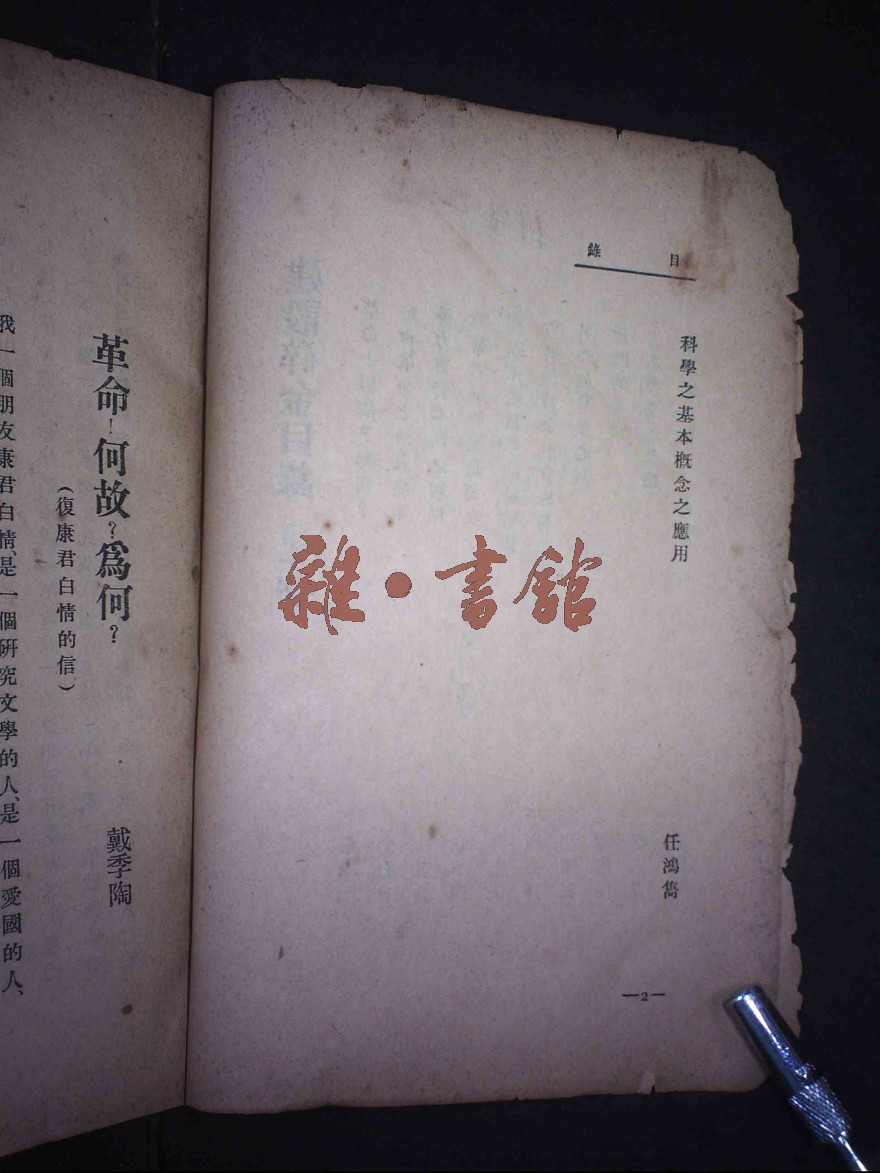 目錄
科學之基本概念之應用
任鴻雋
—2—
革命!何故?爲何?
(復康君白情的信)
戴季陶
我一個朋友康君白情、是一個研究文學的人、是一個愛國的人、
雜·書館